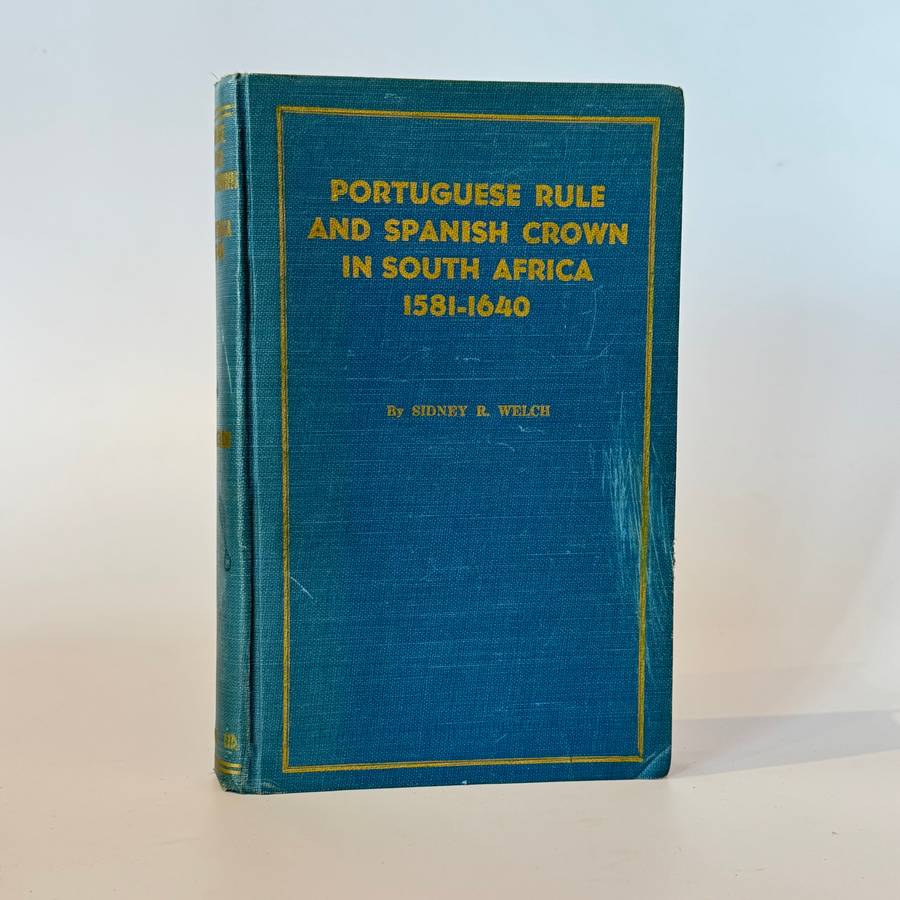 PORTUGUESE RULE
AND SPANISH CROWN
IN SOUTH AFRICA
1581-1640
By SIDNEY R. WELCH